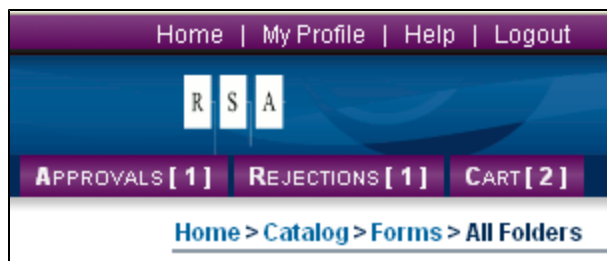 Home | My Profile | Help | Logout
R S A
APPROVALS [ 1 ] REJECTIONS [ 1 ] CART [ 2 ]
Home > Catalog > Forms > All Folders